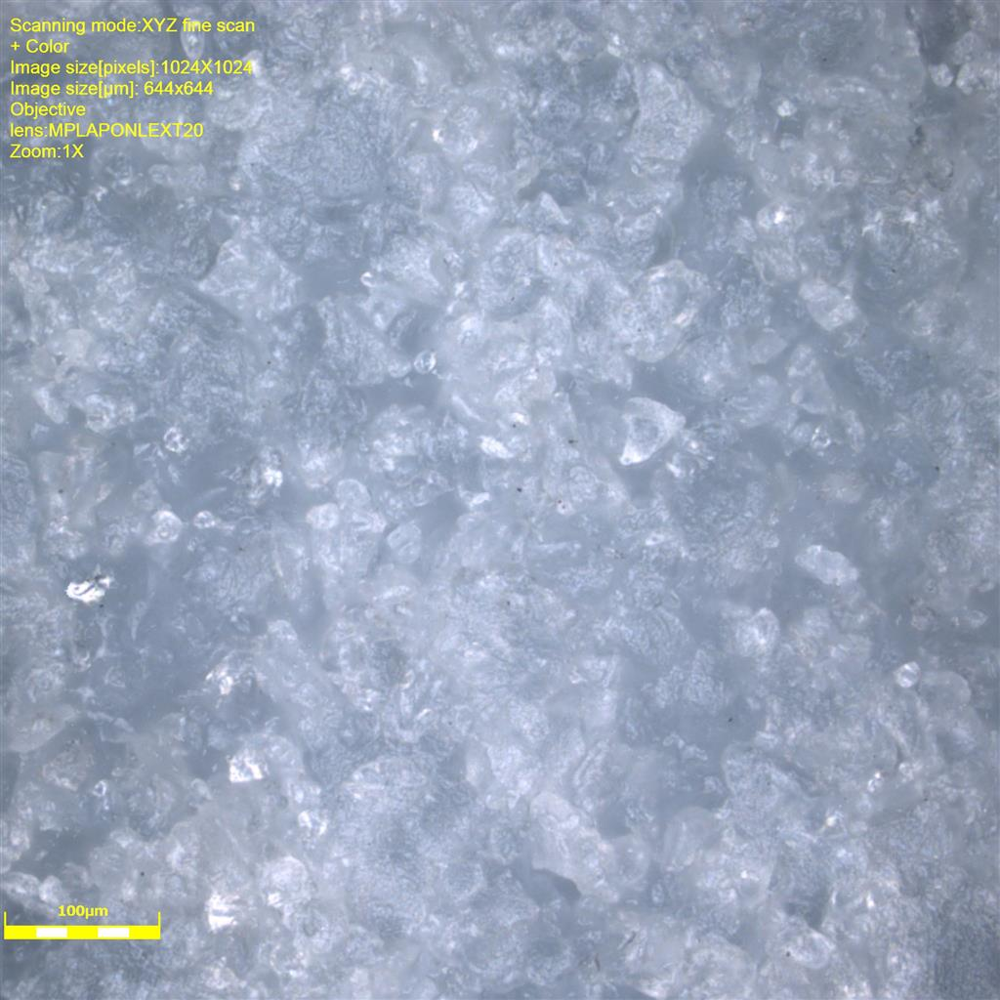 Scanning mode:XYZ fine scan
+ Color
Image size[pixels]:1024X1024
Image size[µm]: 644x644
Objective
lens:MPLAPONLEXT20
Zoom:1X
100µm